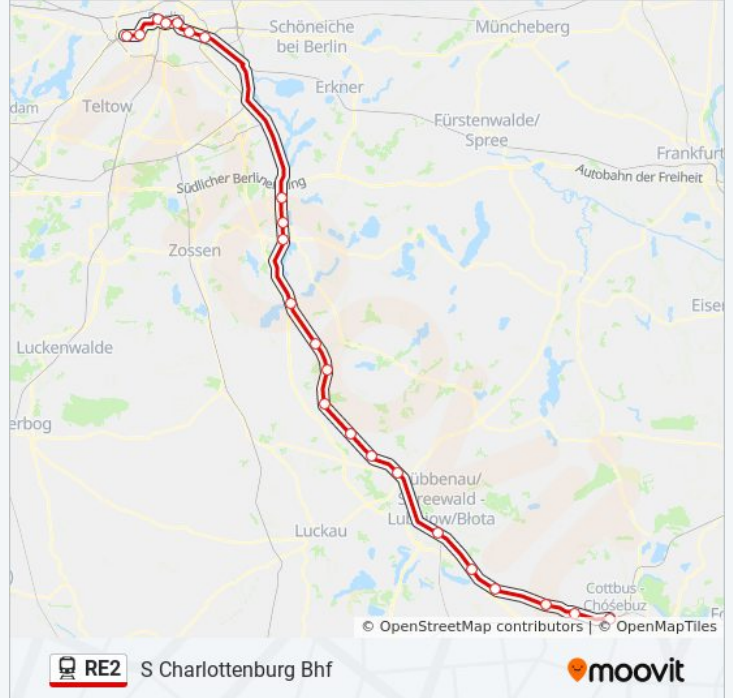 Schöneiche
bei Berlin
Müncheberg
Erkner
dam
Teltow
Fürstenwalde/
Spree
Frankfurt
Autobahn der Freiheit
Südlicher Berliner Ring
Zossen
Eisen
Luckenwalde
erbog
übbenau/
Spreewald -
Lubnjow/Błota
Luckau
Cottbus -
Chóśebuz
© OpenStreetMap contributors | © OpenMapTiles
RE2 S Charlottenburg Bhf
moovit